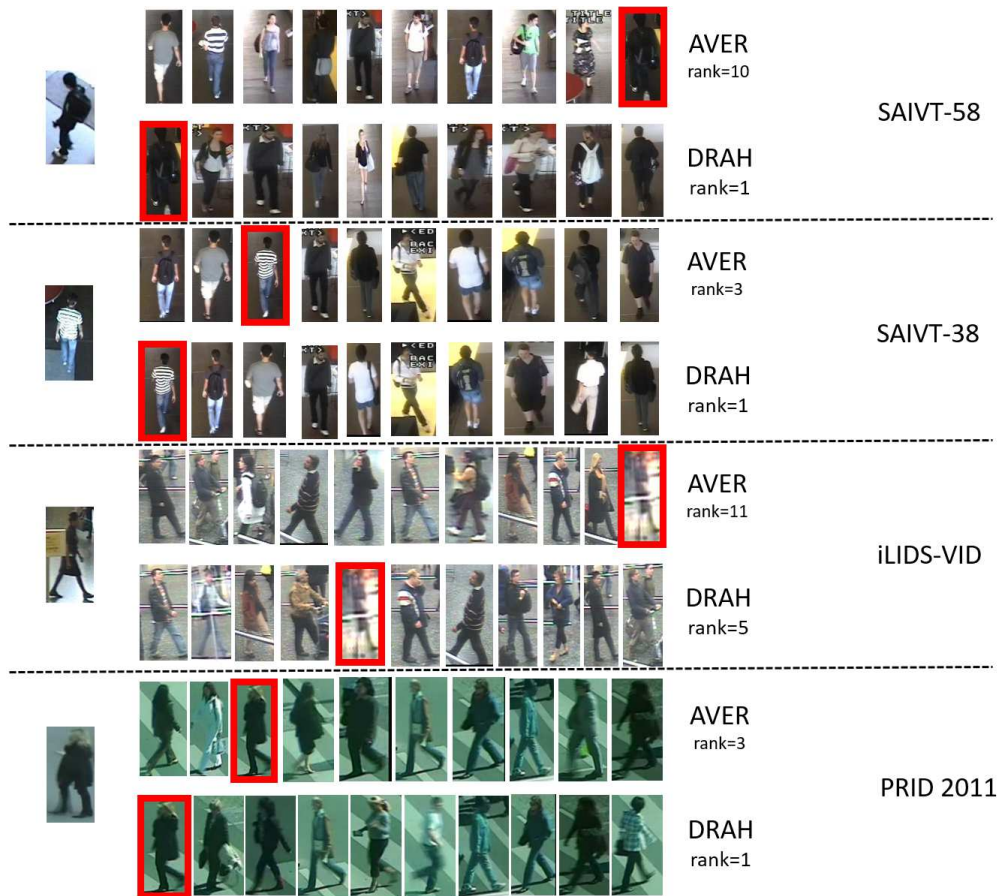 AVER
rank=10
SAIVT-58
DRAH
rank=1
AVER
rank=3
SAIVT-38
DRAH
rank=1
AVER
rank=11
iLIDS-VID
DRAH
rank=5
AVER
rank=3
PRID 2011
DRAH
rank=1